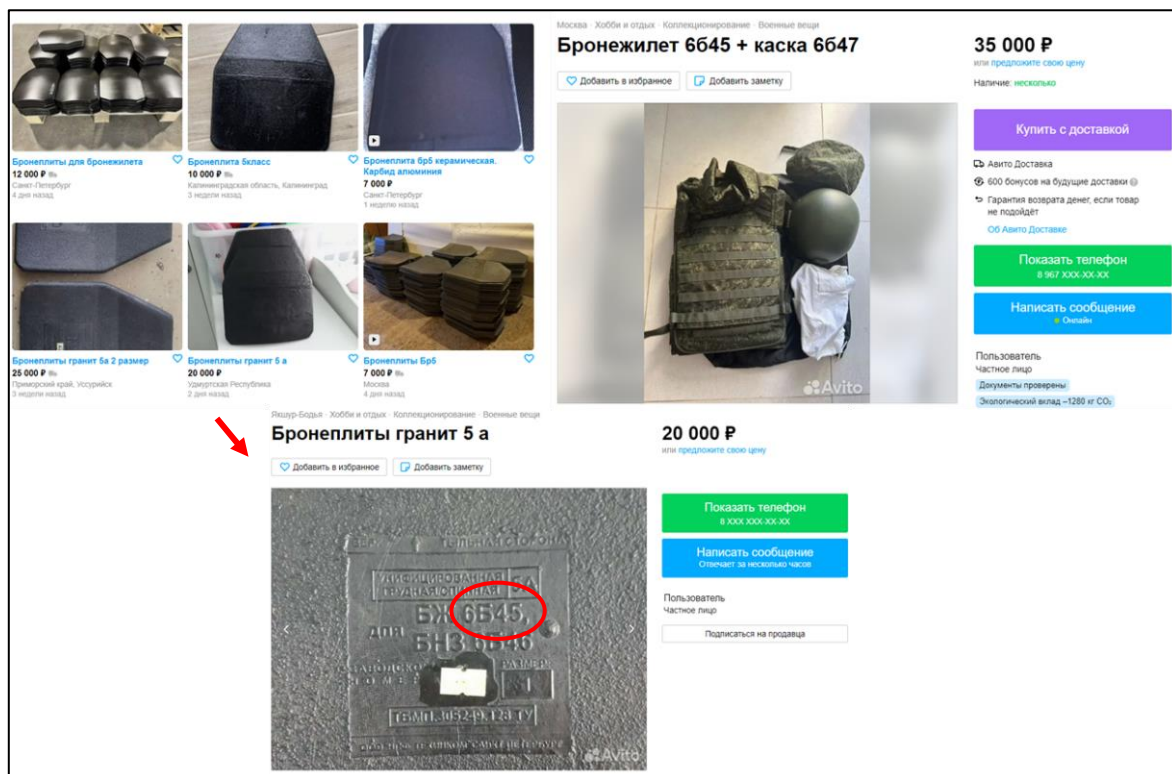 Бронеплиты для бронежилета
12 000 ₽
Санкт-Петербург
4 дня назад
Бронеплита 5класс
10 000 ₽
Калининградская область, Калининград
3 недели назад
Бронеплита бр5 керамическая.
Карбид алюминия
7 000 ₽
Санкт-Петербург
1 неделю назад
Бронеплиты гранит 5а 2 размер
25 000 ₽
Приморский край, Уссурийск
3 недели назад
Бронеплиты гранит 5 а
20 000 ₽
Удмуртская Республика
2 дня назад
Бронеплиты Бр5
7 000 ₽
Москва
4 дня назад
Москва · Хобби и отдых · Коллекционирование · Военные вещи
Бронежилет 6б45 + каска 6б47
Добавить в избранное
Добавить заметку
Avito
35 000 ₽
или предложите свою цену
Наличие: несколько
Купить с доставкой
Авито Доставка
600 бонусов на будущие доставки
Гарантия возврата денег, если товар
не подойдёт
Об Авито Доставке
Показать телефон
8 967 XXX-XX-XX
Написать сообщение
Онлайн
Пользователь
Частное лицо
Документы проверены
Экологический вклад −1280 кг CO₂
Якшур-Бодья · Хобби и отдых · Коллекционирование · Военные вещи
Бронеплиты гранит 5 а
Добавить в избранное
Добавить заметку
УНИФИЦИРОВАННАЯ
5А
БЖ 6Б45,
ДЛЯ
БНЗ 6Б46
РАЗМЕР:
Avito
20 000 ₽
или предложите свою цену
Показать телефон
8 XXX XXX-XX-XX
Написать сообщение
Отвечает за несколько часов
Пользователь
Частное лицо
Подписаться на продавца